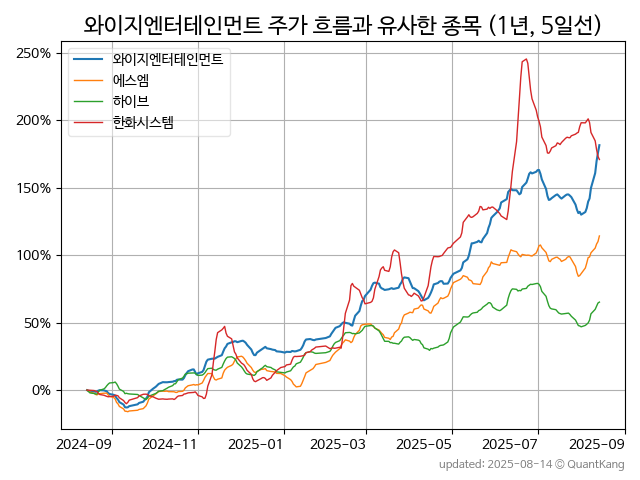 와이지엔터테인먼트 주가 흐름과 유사한 종목 (1년, 5일선)
와이지엔터테인먼트
에스엠
하이브
한화시스템
250%
200%
150%
100%
50%
0%
2024-09 2024-11 2025-01 2025-03 2025-05 2025-07 2025-09
updated: 2025-08-14 © QuantKang